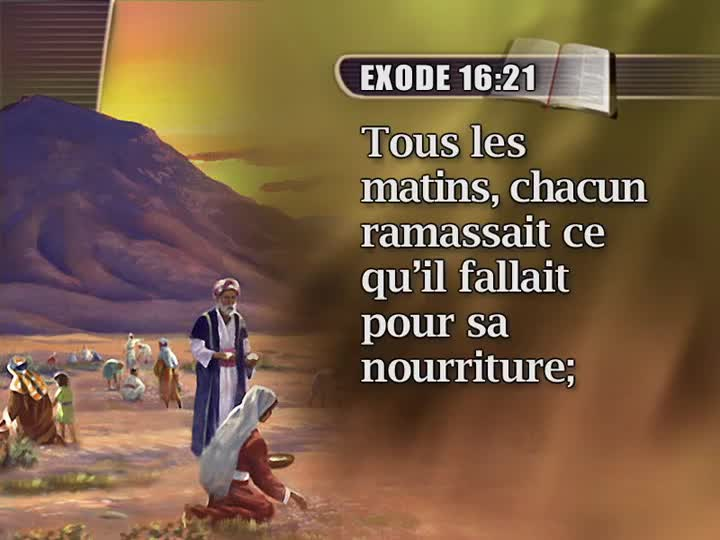 EXODE 16:21
Tous les
matins, chacun
ramassait ce
qu’il fallait
pour sa
nourriture;